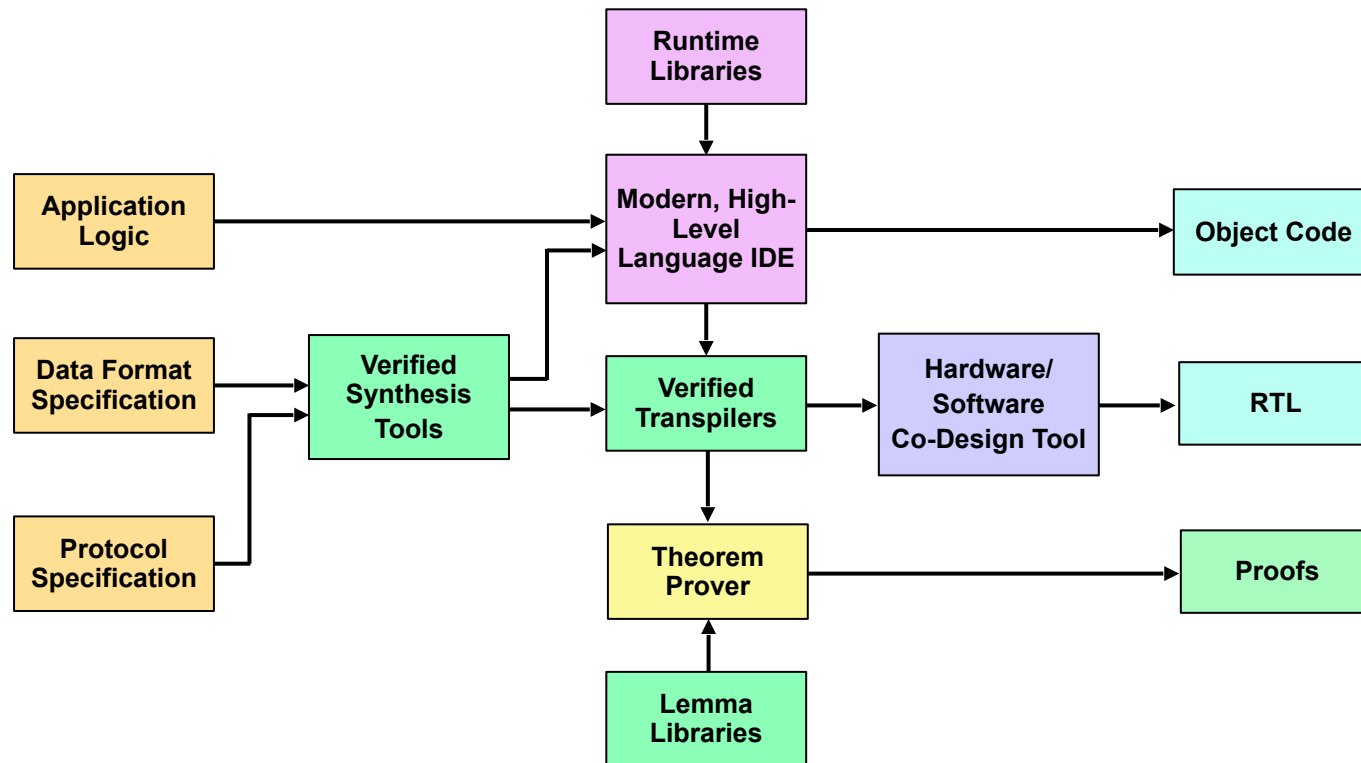 Runtime
Libraries
Application
Logic
Modern, High-
Level
Language IDE
Object Code
Data Format
Specification
Verified
Synthesis
Tools
Verified
Transpilers
Hardware/
Software
Co-Design Tool
RTL
Protocol
Specification
Theorem
Prover
Proofs
Lemma
Libraries